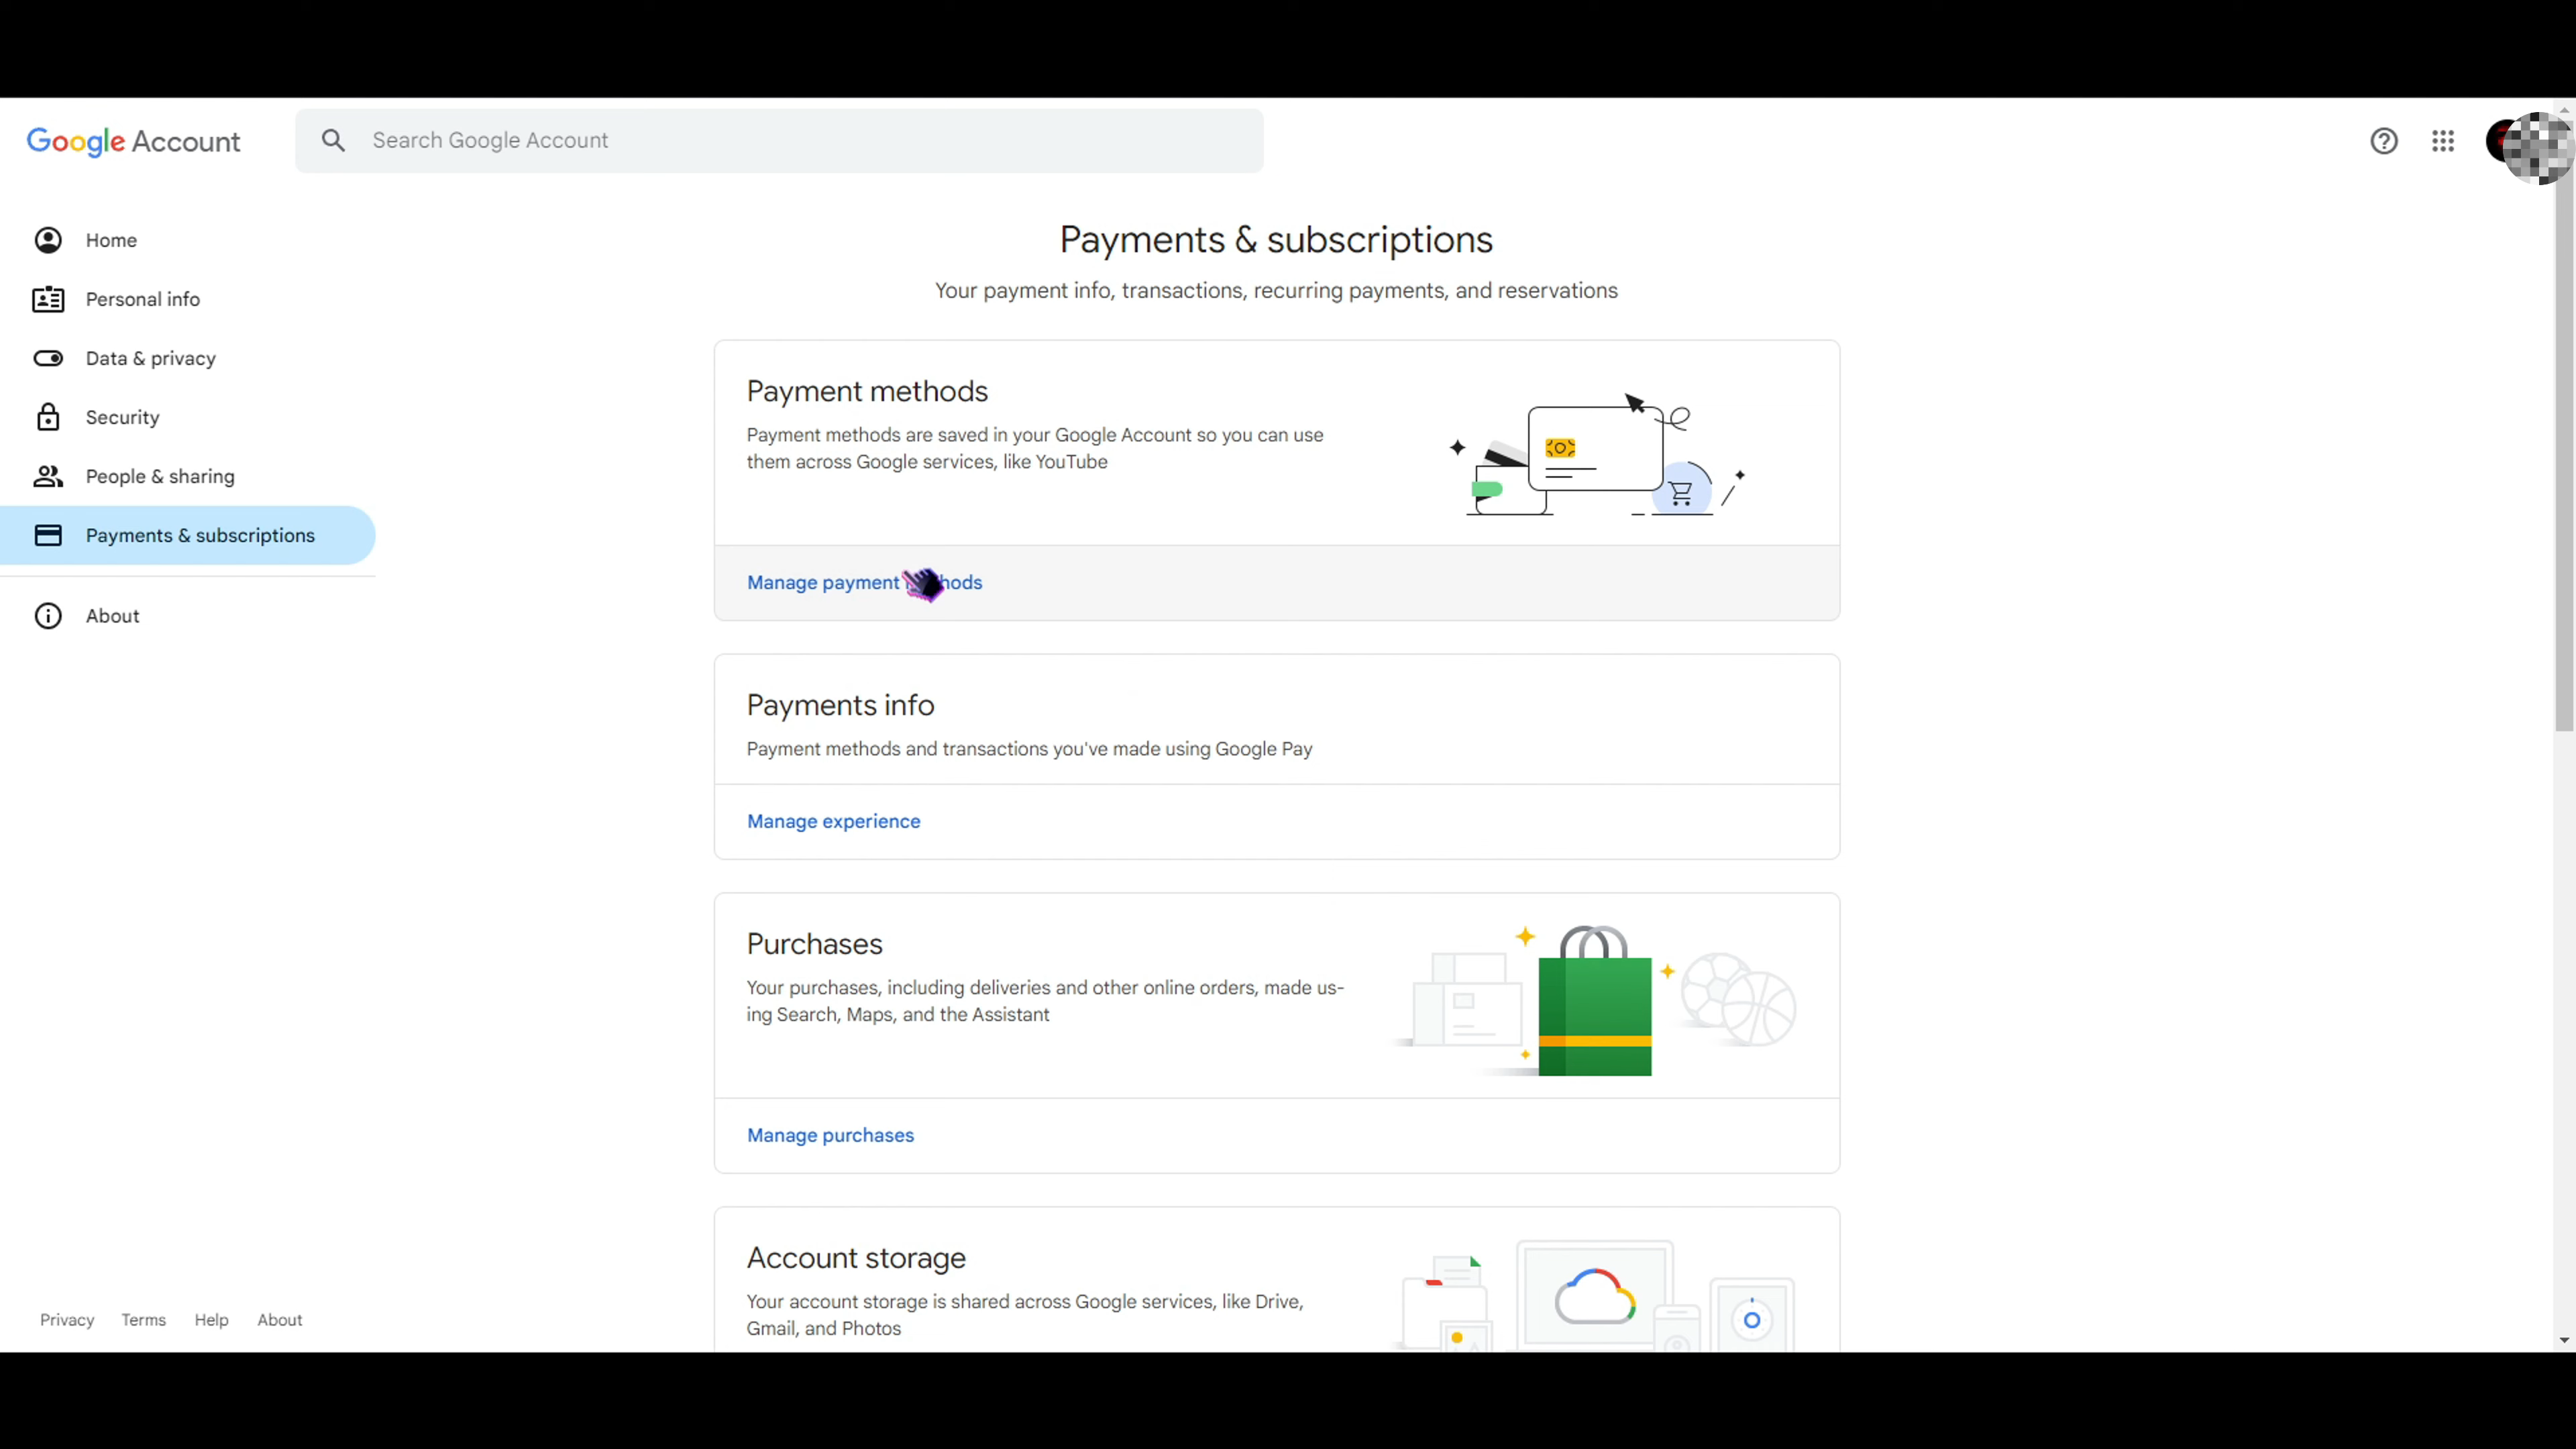 Google Account
Search Google Account
Home
Personal info
Data & privacy
Security
People & sharing
Payments & subscriptions
About
Payments & subscriptions
Your payment info, transactions, recurring payments, and reservations
Payment methods
Payment methods are saved in your Google Account so you can use
them across Google services, like YouTube
Manage payment hods
Payments info
Payment methods and transactions you've made using Google Pay
Manage experience
Purchases
Your purchases, including deliveries and other online orders, made us-
ing Search, Maps, and the Assistant
Manage purchases
Account storage
Your account storage is shared across Google services, like Drive,
Gmail, and Photos
Privacy Terms Help About